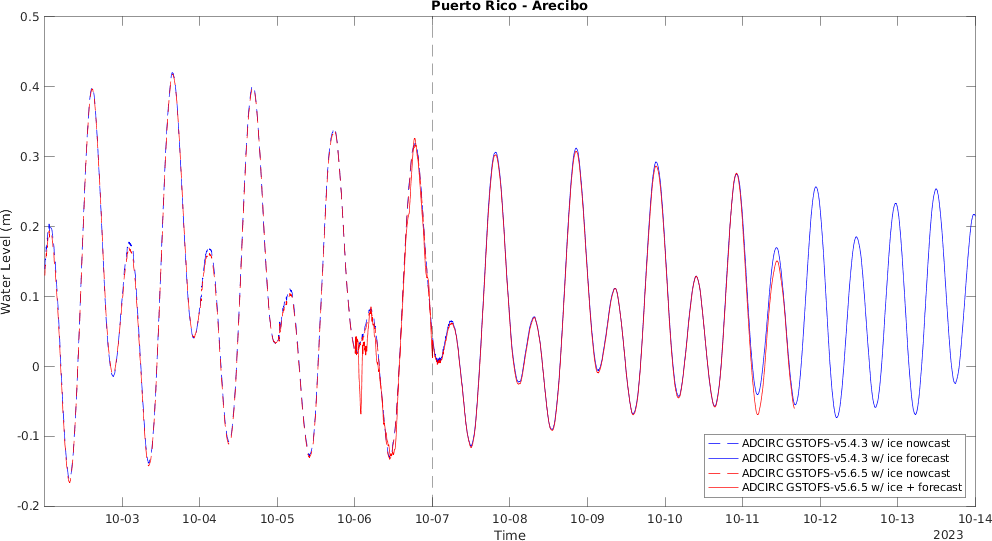 Puerto Rico - Arecibo
0.5
0.4
0.3
0.2
0.1
0
-0.1
-0.2
Water Level (m)
10-03 10-04 10-05 10-06 10-07 10-08 10-09 10-10 10-11 10-12 10-13 10-14
Time
2023
ADCIRC GSTOFS-v5.4.3 w/ ice nowcast
ADCIRC GSTOFS-v5.4.3 w/ ice forecast
ADCIRC GSTOFS-v5.6.5 w/ ice nowcast
ADCIRC GSTOFS-v5.6.5 w/ ice + forecast